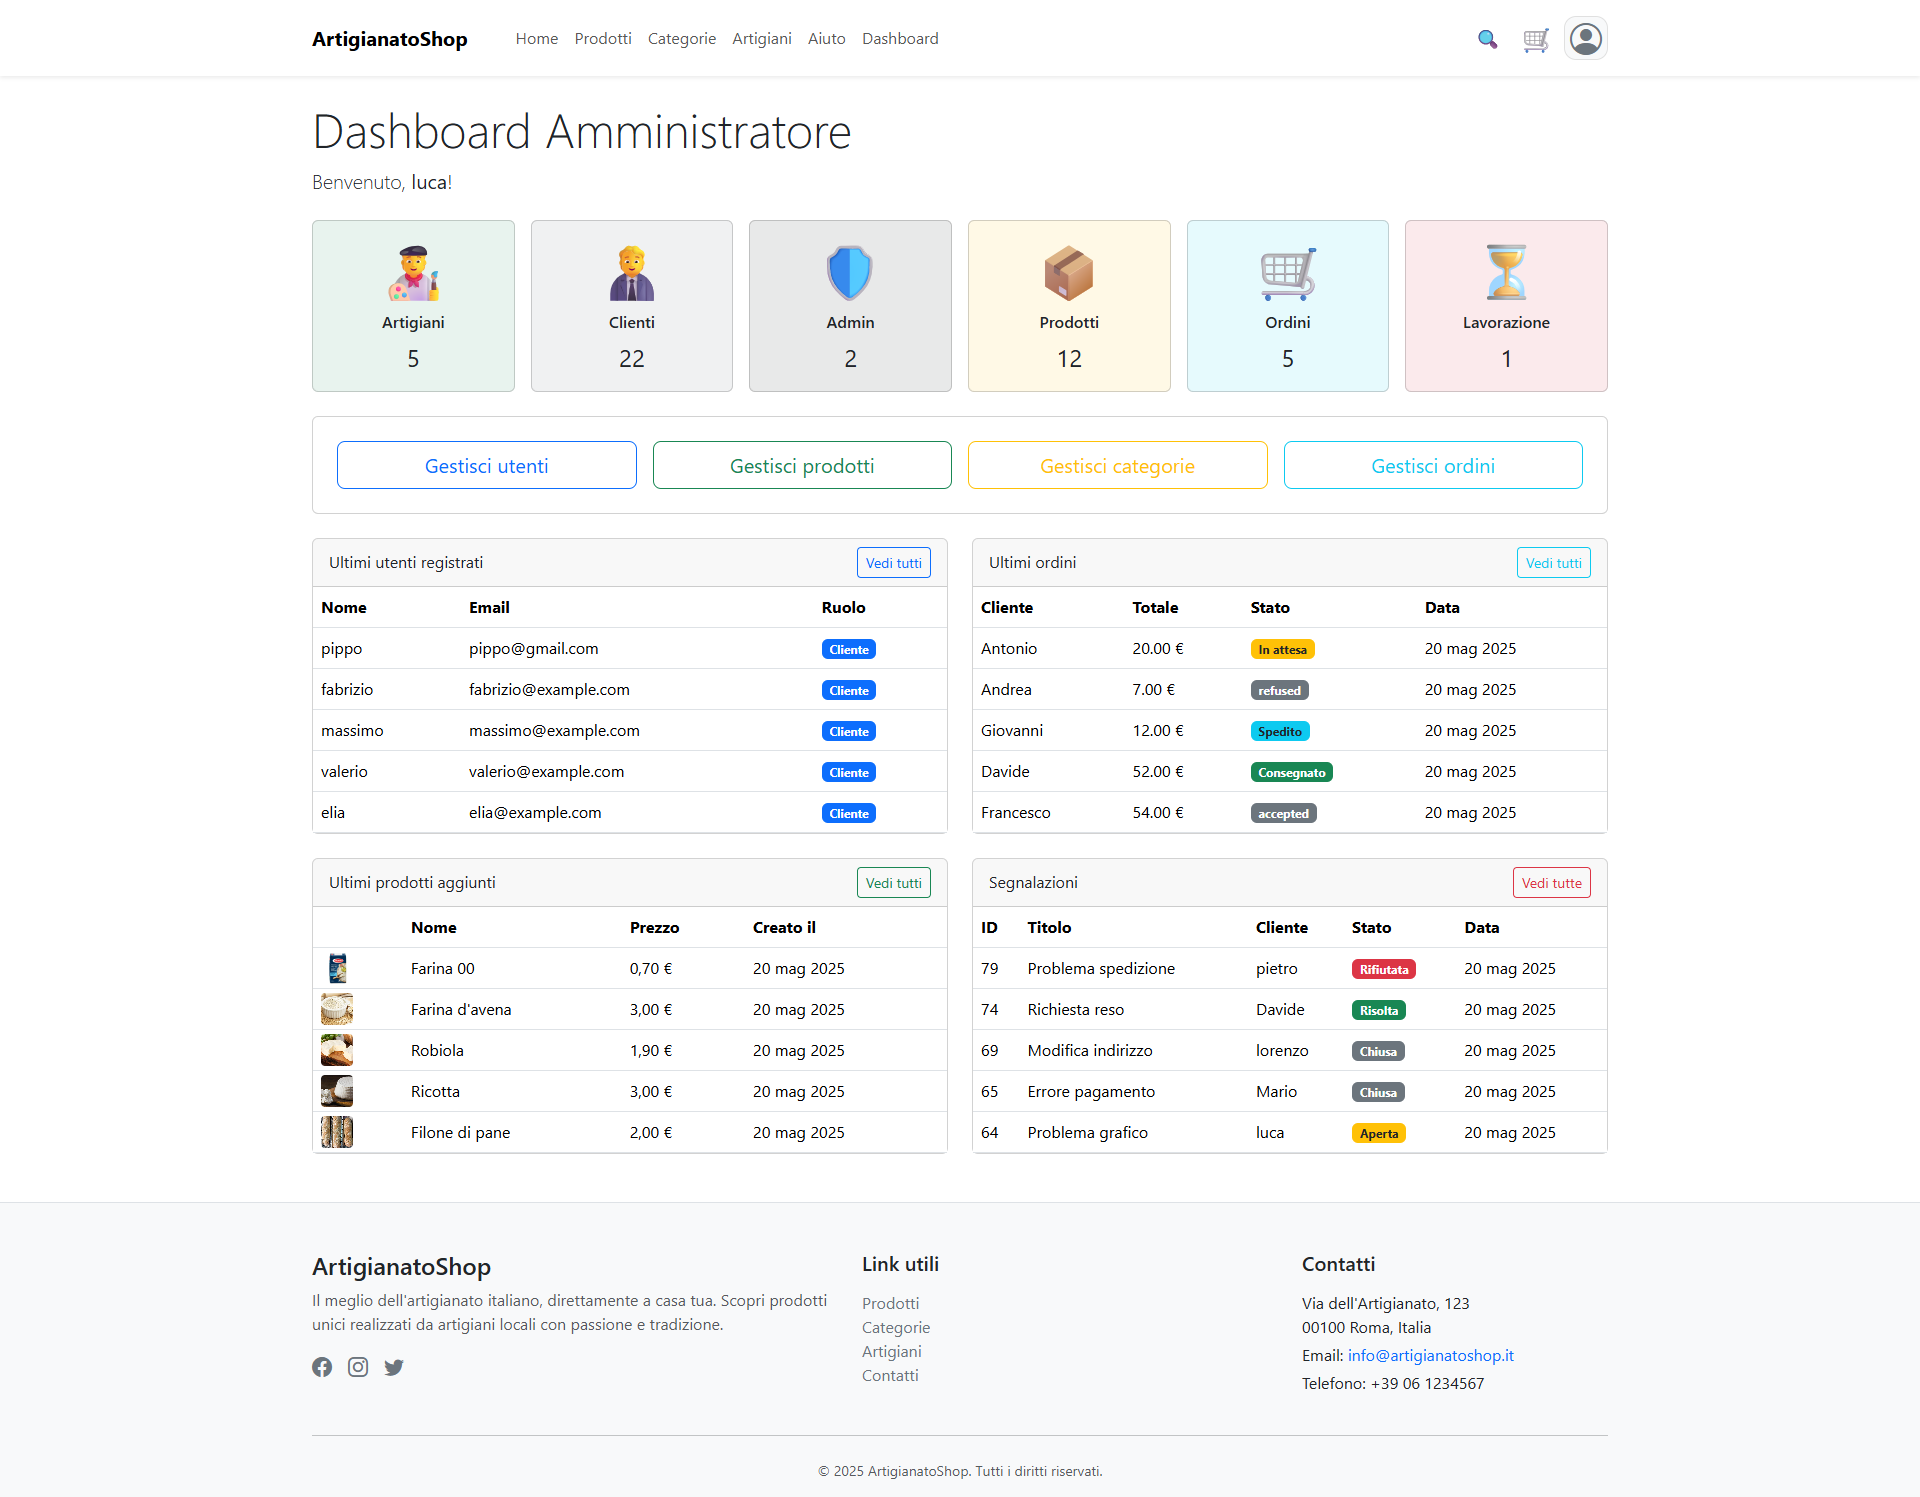 ArtigianatoShop Home Prodotti Categorie Artigiani Aiuto Dashboard
Dashboard Amministratore
Benvenuto, luca!
Artigiani
5
Clienti
22
Admin
2
Prodotti
12
Ordini
5
Lavorazione
1
Gestisci utenti
Gestisci prodotti
Gestisci categorie
Gestisci ordini
Ultimi utenti registrati Vedi tutti
Nome Email Ruolo
pippo pippo@gmail.com Cliente
fabrizio fabrizio@example.com Cliente
massimo massimo@example.com Cliente
valerio valerio@example.com Cliente
elia elia@example.com Cliente
Ultimi ordini Vedi tutti
Cliente Totale Stato Data
Antonio 20.00 € In attesa 20 mag 2025
Andrea 7.00 € refused 20 mag 2025
Giovanni 12.00 € Spedito 20 mag 2025
Davide 52.00 € Consegnato 20 mag 2025
Francesco 54.00 € accepted 20 mag 2025
Ultimi prodotti aggiunti Vedi tutti
Nome Prezzo Creato il
Farina 00 0,70 € 20 mag 2025
Farina d'avena 3,00 € 20 mag 2025
Robiola 1,90 € 20 mag 2025
Ricotta 3,00 € 20 mag 2025
Filone di pane 2,00 € 20 mag 2025
Segnalazioni Vedi tutte
ID Titolo Cliente Stato Data
79 Problema spedizione pietro Rifiutata 20 mag 2025
74 Richiesta reso Davide Risolta 20 mag 2025
69 Modifica indirizzo lorenzo Chiusa 20 mag 2025
65 Errore pagamento Mario Chiusa 20 mag 2025
64 Problema grafico luca Aperta 20 mag 2025
ArtigianatoShop
Il meglio dell'artigianato italiano, direttamente a casa tua. Scopri prodotti
unici realizzati da artigiani locali con passione e tradizione.
Link utili
Prodotti
Categorie
Artigiani
Contatti
Contatti
Via dell'Artigianato, 123
00100 Roma, Italia
Email: info@artigianatoshop.it
Telefono: +39 06 1234567
© 2025 ArtigianatoShop. Tutti i diritti riservati.